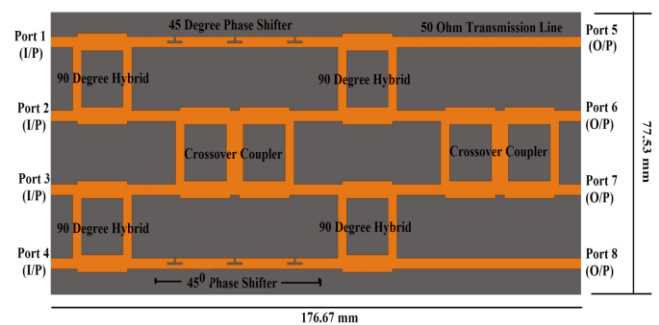 45 Degree Phase Shifter
50 Ohm Transmission Line
Port 1
(I/P)
Port 5
(O/P)
90 Degree Hybrid
90 Degree Hybrid
Port 2
(I/P)
Port 6
(O/P)
Crossover Coupler
Crossover Coupler
77.53 mm
Port 3
(I/P)
Port 7
(O/P)
90 Degree Hybrid
90 Degree Hybrid
Port 4
(I/P)
Port 8
(O/P)
45⁰ Phase Shifter
176.67 mm